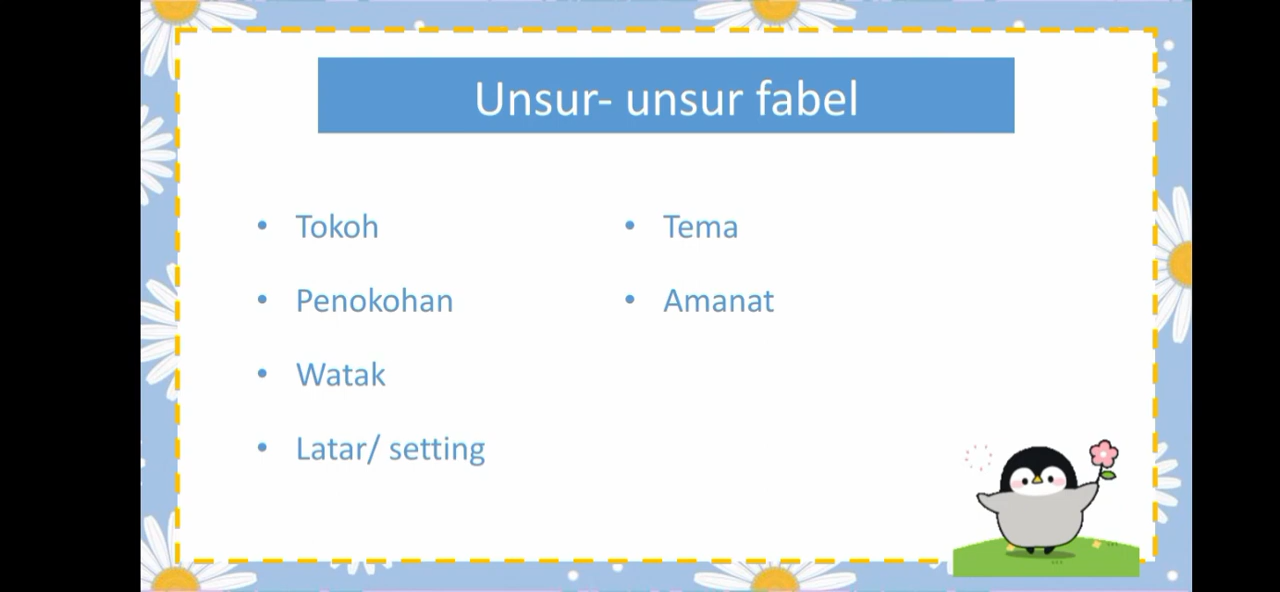 Unsur- unsur fabel
Tokoh
Penokohan
Watak
Latar/ setting
Tema
Amanat